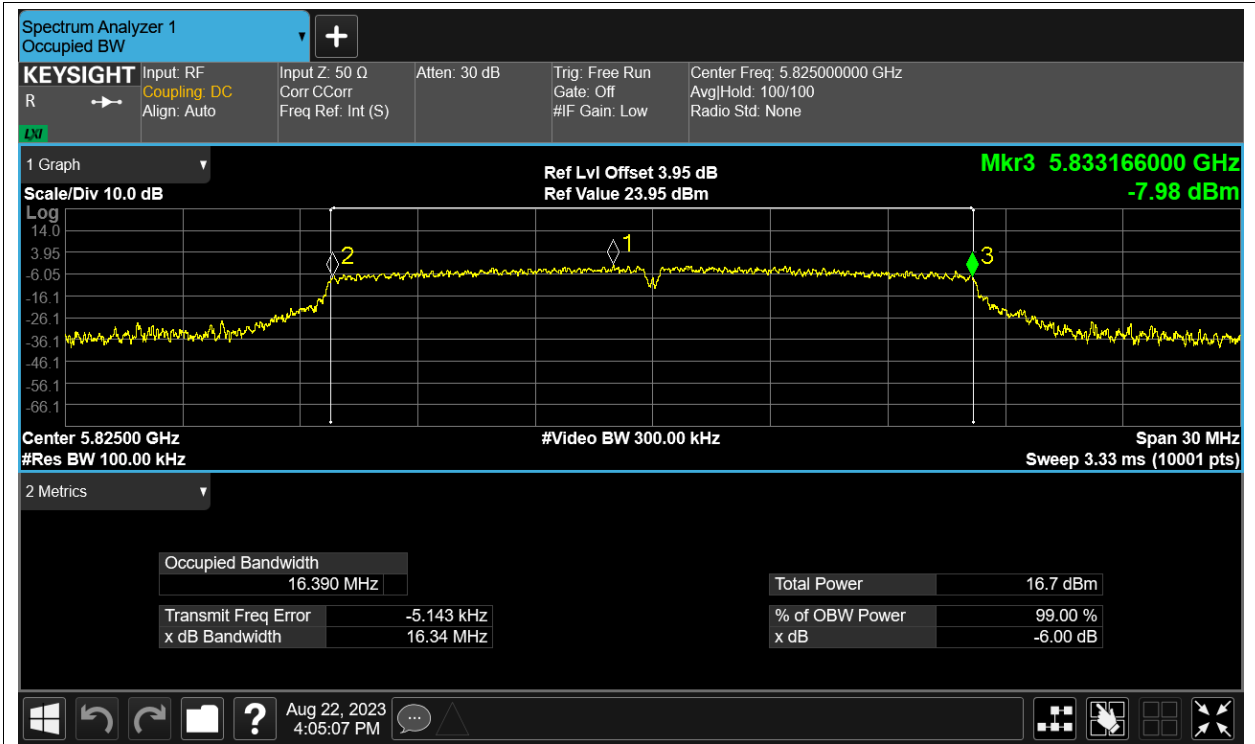 Spectrum Analyzer 1
Occupied BW
KEYSIGHT
R
LXI
Input: RF
Coupling: DC
Align: Auto
Input Z: 50 Ω
Corr CCorr
Freq Ref: Int (S)
Atten: 30 dB
Trig: Free Run
Gate: Off
#IF Gain: Low
Center Freq: 5.825000000 GHz
Avg|Hold: 100/100
Radio Std: None
1 Graph
Scale/Div 10.0 dB
Ref Lvl Offset 3.95 dB
Ref Value 23.95 dBm
Mkr3 5.833166000 GHz
-7.98 dBm
Log
14.0
3.95
-6.05
-16.1
-26.1
-36.1
-46.1
-56.1
-66.1
2
1
3
Center 5.82500 GHz
#Video BW 300.00 kHz
Span 30 MHz
#Res BW 100.00 kHz
Sweep 3.33 ms (10001 pts)
2 Metrics
Occupied Bandwidth
16.390 MHz
Transmit Freq Error -5.143 kHz
x dB Bandwidth 16.34 MHz
Total Power 16.7 dBm
% of OBW Power 99.00 %
x dB -6.00 dB
?
Aug 22, 2023
4:05:07 PM